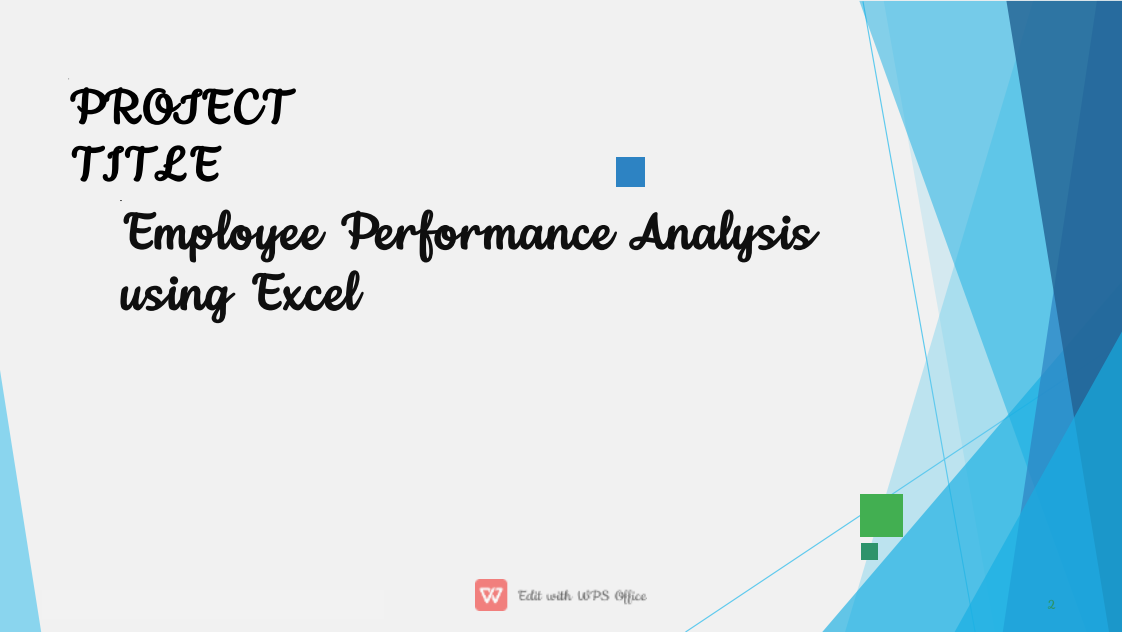 PROJECT
TITLE
Employee Performance Analysis
using Excel
W Edit with WPS Office
2